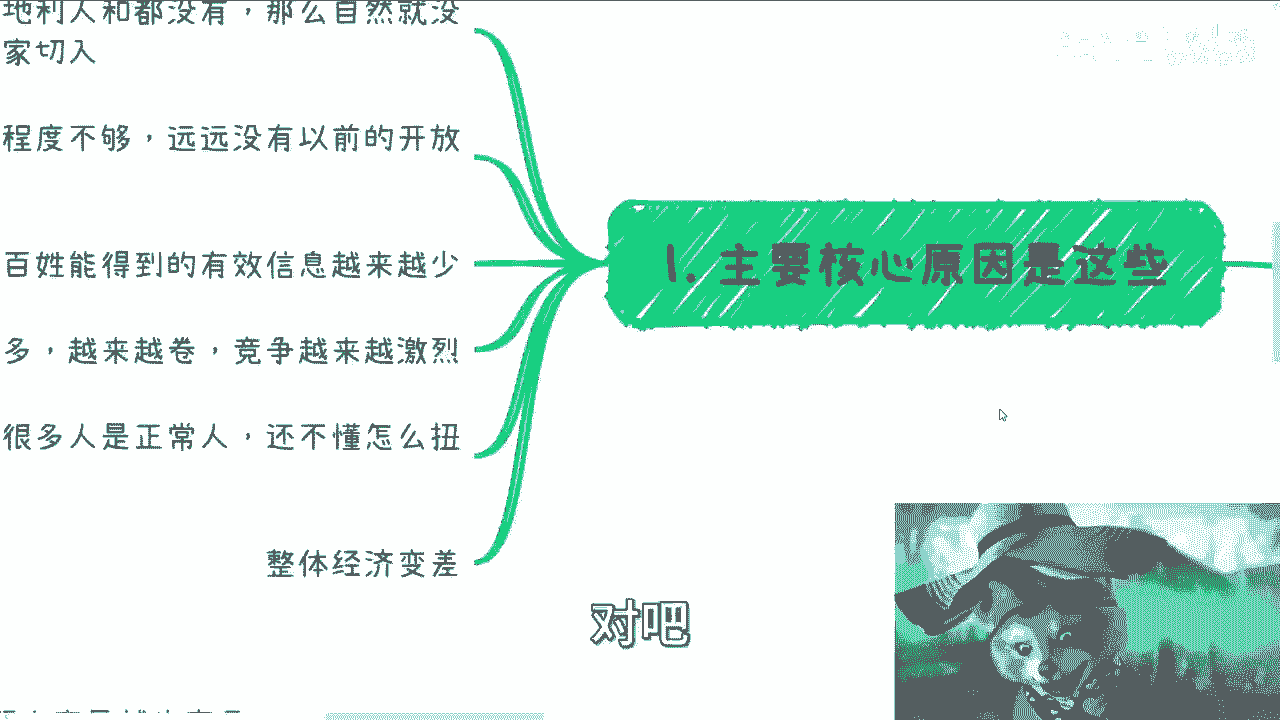 地利人和都没有，那么自然就没
家切入
程度不够，远远没有以前的开放
百姓能得到的有效信息越来越少
多，越来越卷，竞争越来越激烈
很多人是正常人，还不懂怎么扭
整体经济变差
1. 主要核心原因是这些
对吧